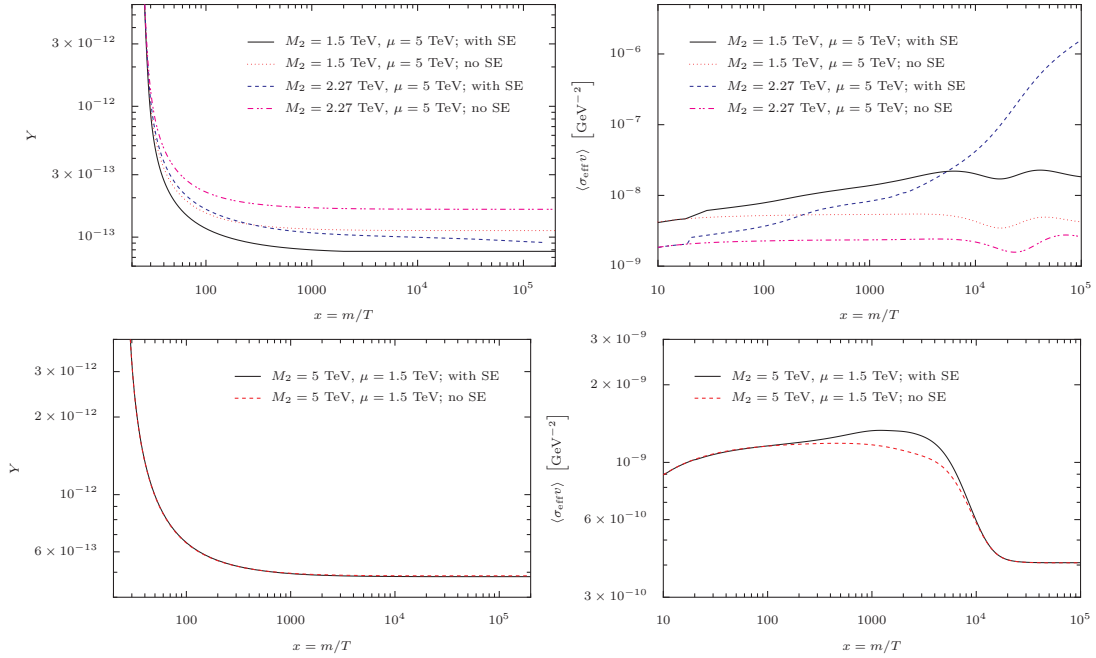 3 × 10⁻¹²
10⁻¹²
3 × 10⁻¹³
10⁻¹³
Y
M₂ = 1.5 TeV, μ = 5 TeV; with SE
M₂ = 1.5 TeV, μ = 5 TeV; no SE
M₂ = 2.27 TeV, μ = 5 TeV; with SE
M₂ = 2.27 TeV, μ = 5 TeV; no SE
100 1000 10⁴ 10⁵
x = m/T
10⁻⁶
10⁻⁷
10⁻⁸
10⁻⁹
⟨σeff v⟩ [GeV⁻²]
M₂ = 1.5 TeV, μ = 5 TeV; with SE
M₂ = 1.5 TeV, μ = 5 TeV; no SE
M₂ = 2.27 TeV, μ = 5 TeV; with SE
M₂ = 2.27 TeV, μ = 5 TeV; no SE
10 100 1000 10⁴ 10⁵
x = m/T
3 × 10⁻¹²
2 × 10⁻¹²
10⁻¹²
6 × 10⁻¹³
Y
M₂ = 5 TeV, μ = 1.5 TeV; with SE
M₂ = 5 TeV, μ = 1.5 TeV; no SE
100 1000 10⁴ 10⁵
x = m/T
3 × 10⁻⁹
2 × 10⁻⁹
10⁻⁹
6 × 10⁻¹⁰
3 × 10⁻¹⁰
⟨σeff v⟩ [GeV⁻²]
M₂ = 5 TeV, μ = 1.5 TeV; with SE
M₂ = 5 TeV, μ = 1.5 TeV; no SE
10 100 1000 10⁴ 10⁵
x = m/T